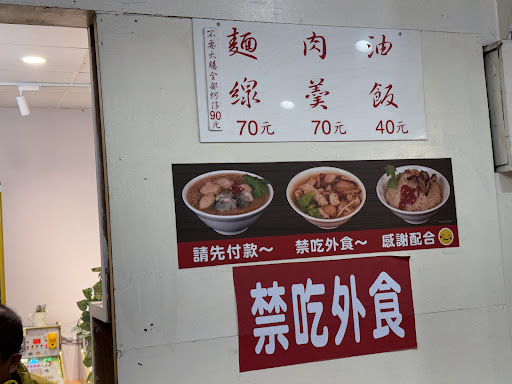 油飯 40元
肉羹 70元
麵線 70元
不要大腸全部蚵仔90元
請先付款～ 禁吃外食～ 感謝配合
禁吃外食